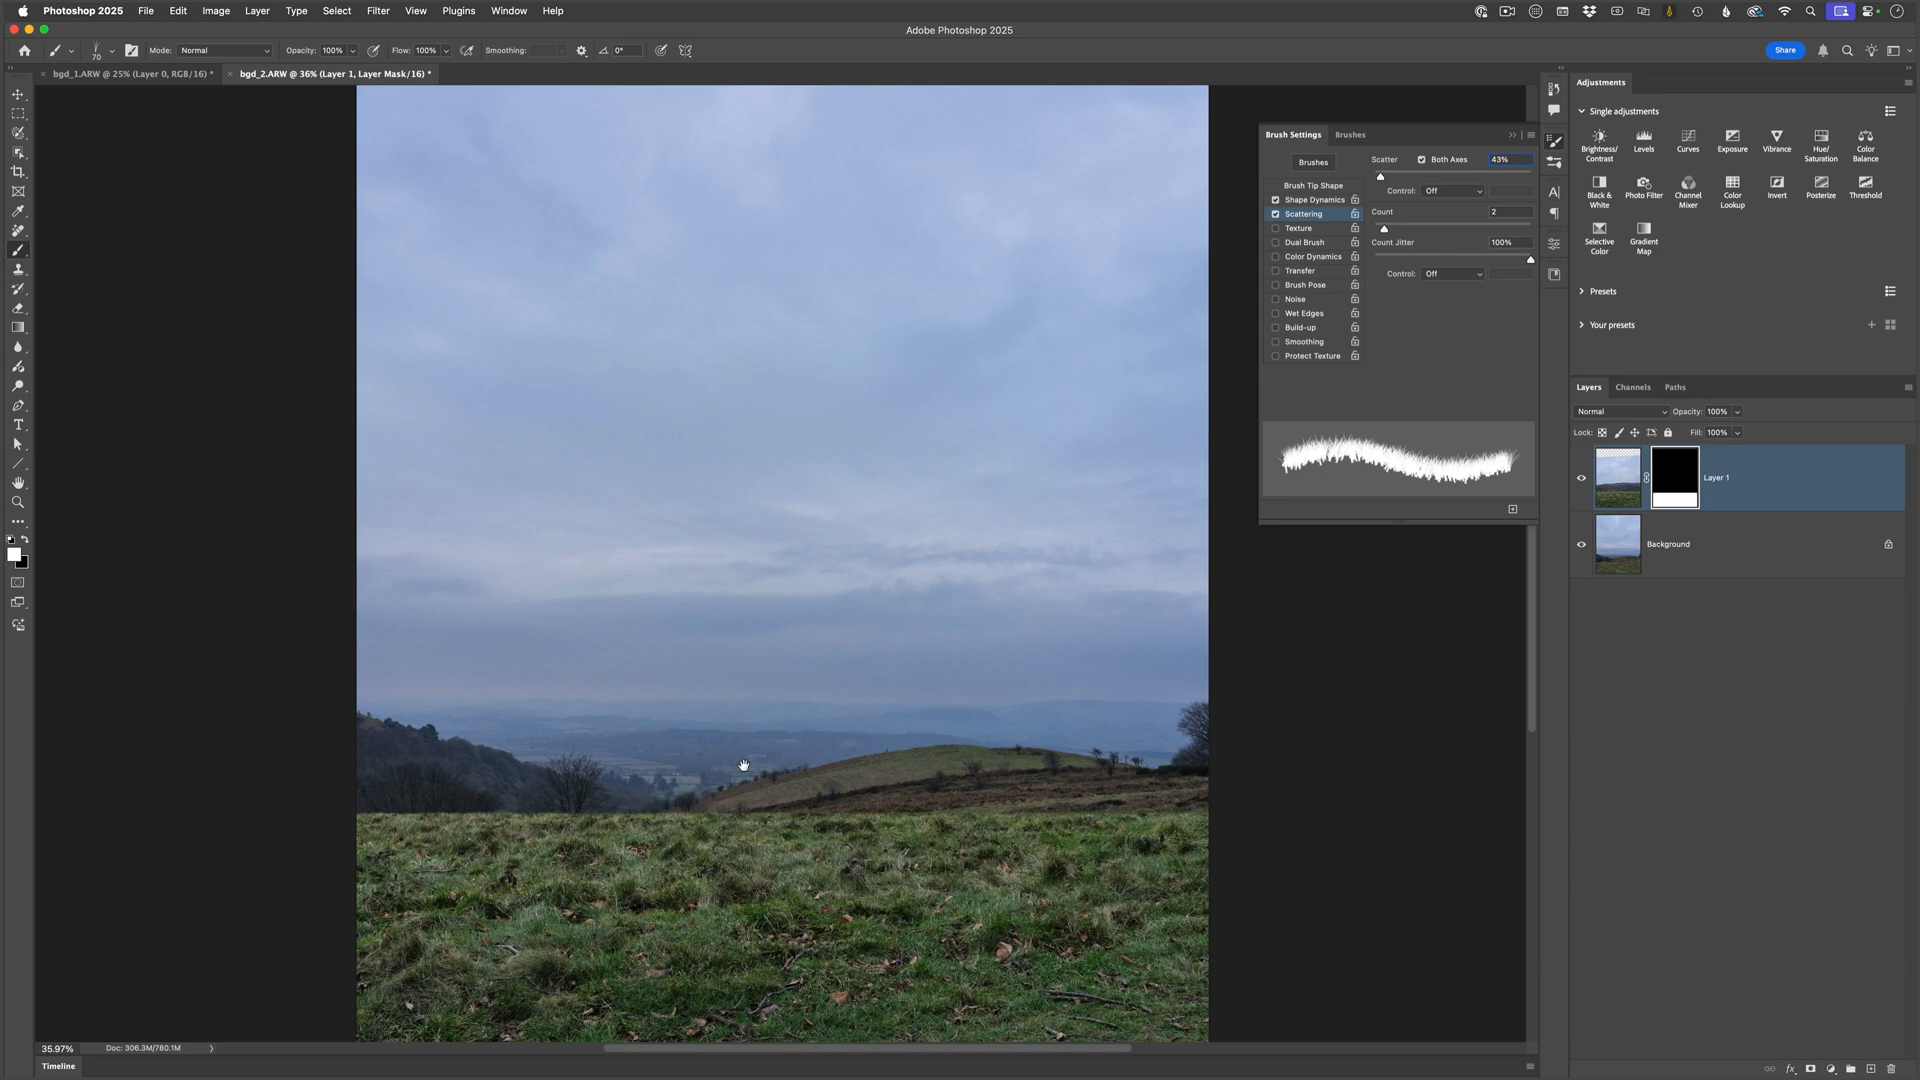 Photoshop 2025 File Edit Image Layer Type Select Filter View Plugins Window Help
Adobe Photoshop 2025
70 Mode: Normal Opacity: 100% Flow: 100% Smoothing: 0° Share
× bgd_1.ARW @ 25% (Layer 0, RGB/16) * × bgd_2.ARW @ 36% (Layer 1, Layer Mask/16) *
Adjustments
Single adjustments
Brightness/
Contrast
Levels
Curves
Exposure
Vibrance
Hue/
Saturation
Color
Balance
Black &
White
Photo Filter
Channel
Mixer
Color
Lookup
Invert
Posterize
Threshold
Selective
Color
Gradient
Map
Presets
Your presets
Brush Settings Brushes
Brushes
Scatter Both Axes 43%
Brush Tip Shape
Shape Dynamics
Scattering
Texture
Dual Brush
Color Dynamics
Transfer
Brush Pose
Noise
Wet Edges
Build-up
Smoothing
Protect Texture
Control: Off
Count 2
Count Jitter 100%
Control: Off
Layers Channels Paths
Normal Opacity: 100%
Lock: Fill: 100%
Layer 1
Background
35.97% Doc: 306.3M/780.1M
Timeline